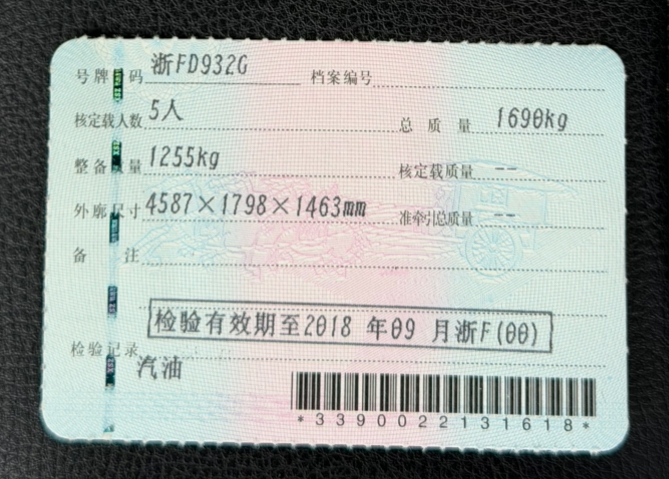 号牌号码 浙FD932G 档案编号
核定载人数 5人 总质量 1690kg
整备质量 1255kg 核定载质量 --
外廓尺寸 4587×1798×1463mm 准牵引总质量 --
备注
检验有效期至2018 年09 月浙F(00)
检验记录
汽油
*3390022131618*